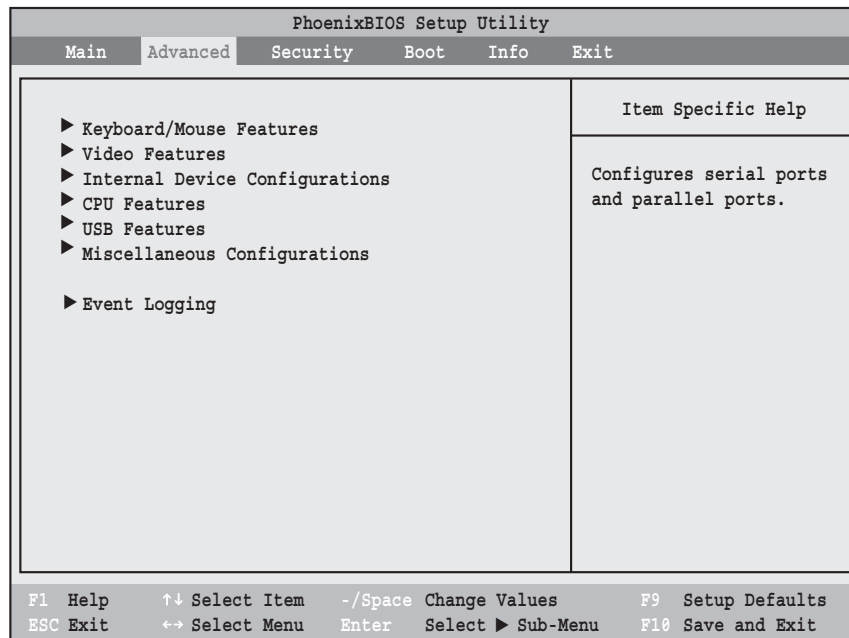 PhoenixBIOS Setup Utility
Main Advanced Security Boot Info Exit
▶ Keyboard/Mouse Features
▶ Video Features
▶ Internal Device Configurations
▶ CPU Features
▶ USB Features
▶ Miscellaneous Configurations
▶ Event Logging
Item Specific Help
Configures serial ports
and parallel ports.
F1 Help ↑↓ Select Item -/Space Change Values F9 Setup Defaults
ESC Exit ←→ Select Menu Enter Select ▶ Sub-Menu F10 Save and Exit